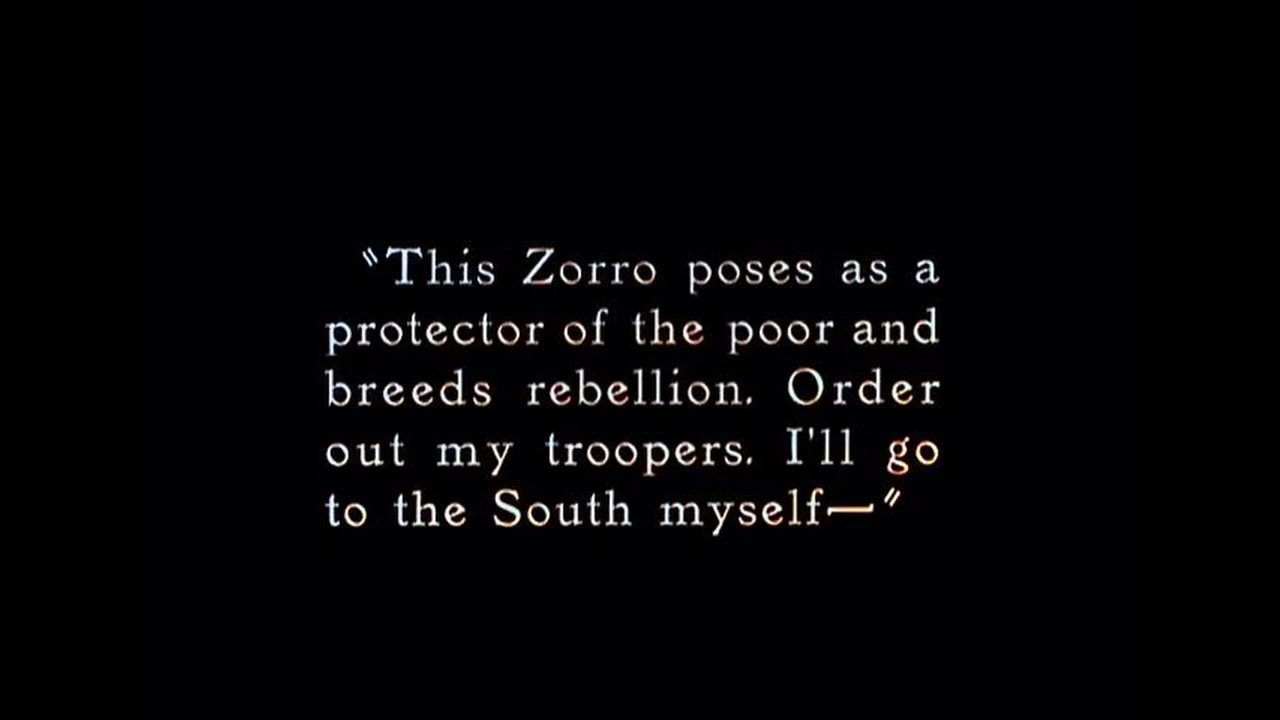 "This Zorro poses as a
protector of the poor and
breeds rebellion. Order
out my troopers. I'll go
to the South myself—"